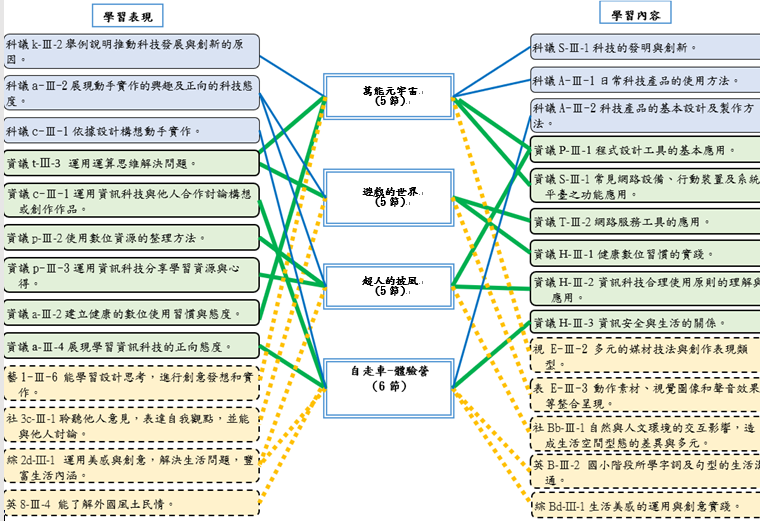 學習表現
科議 k-Ⅲ-2 舉例說明推動科技發展與創新的原
因。
科議 a-Ⅲ-2 展現動手實作的興趣及正向的科技態
度。
科議 c-Ⅲ-1 依據設計構想動手實作。
資議 t-Ⅲ-3 運用運算思維解決問題。
資議 c-Ⅲ-1 運用資訊科技與他人合作討論構想
或創作作品。
資議 p-Ⅲ-2 使用數位資源的整理方法。
資議 p-Ⅲ-3 運用資訊科技分享學習資源與心
得。
資議 a-Ⅲ-2 建立健康的數位使用習慣與態度。
資議 a-Ⅲ-4 展現學習資訊科技的正向態度。
藝 1-Ⅲ-6 能學習設計思考，進行創意發想和實
作。
社 3c-Ⅲ-1 聆聽他人意見，表達自我觀點，並能
與他人討論。
綜 2d-Ⅲ-1 運用美感與創意，解決生活問題，豐
富生活內涵。
英 8-Ⅲ-4 能了解外國風土民情。
萬能元宇宙
(5 節)
遊戲的世界
(5 節)
超人的披風
(5 節)
自走車-體驗營
(6 節)
學習內容
科議 S-Ⅲ-1 科技的發明與創新。
科議 A-Ⅲ-1 日常科技產品的使用方法。
科議 A-Ⅲ-2 科技產品的基本設計及製作方
法。
資議 P-Ⅲ-1 程式設計工具的基本應用。
資議 S-Ⅲ-1 常見網路設備、行動裝置及系統
平臺之功能應用。
資議 T-Ⅲ-2 網路服務工具的應用。
資議 H-Ⅲ-1 健康數位習慣的實踐。
資議 H-Ⅲ-2 資訊科技合理使用原則的理解與
應用。
資議 H-Ⅲ-3 資訊安全與生活的關係。
視 E-Ⅲ-2 多元的媒材技法與創作表現類
型。
表 E-Ⅲ-3 動作素材、視覺圖像和聲音效果
等整合呈現。
社 Bb-Ⅲ-1 自然與人文環境的交互影響，造
成生活空間型態的差異與多元。
英 B-Ⅲ-2 國小階段所學字詞及句型的生活
通。
綜 Bd-Ⅲ-1 生活美感的運用與創意實踐。